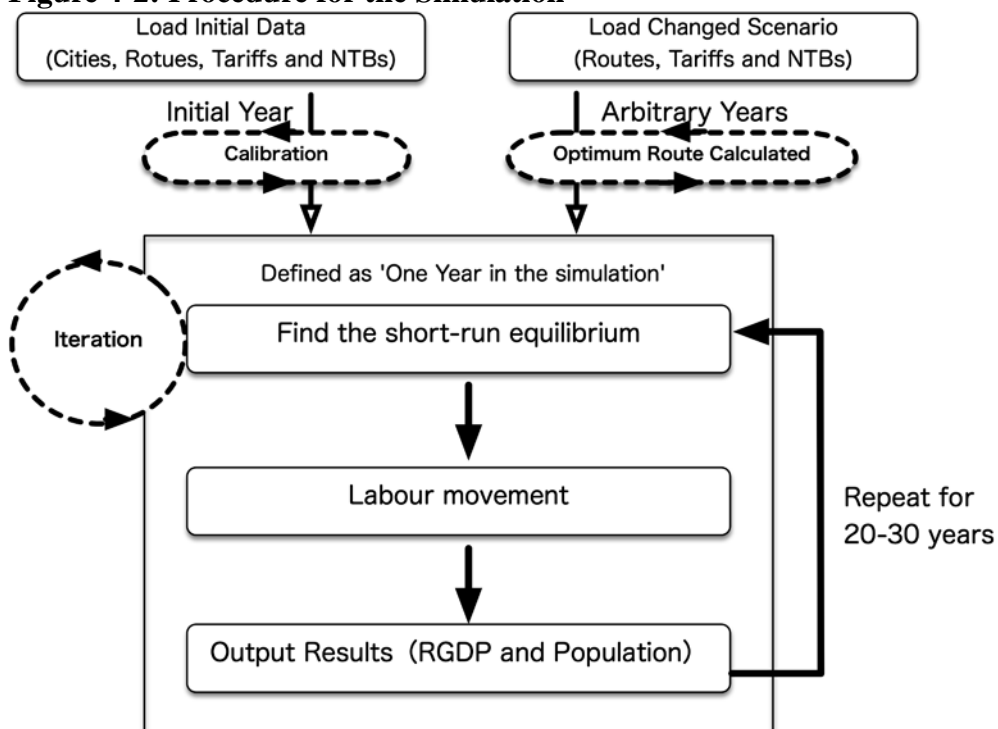 Figure 4-2: Procedure for the Simulation
Load Initial Data
(Cities, Rotues, Tariffs and NTBs)
Load Changed Scenario
(Routes, Tariffs and NTBs)
Initial Year
Arbitrary Years
Calibration
Optimum Route Calculated
Defined as 'One Year in the simulation'
Iteration
Find the short-run equilibrium
Labour movement
Repeat for
20-30 years
Output Results (RGDP and Population)